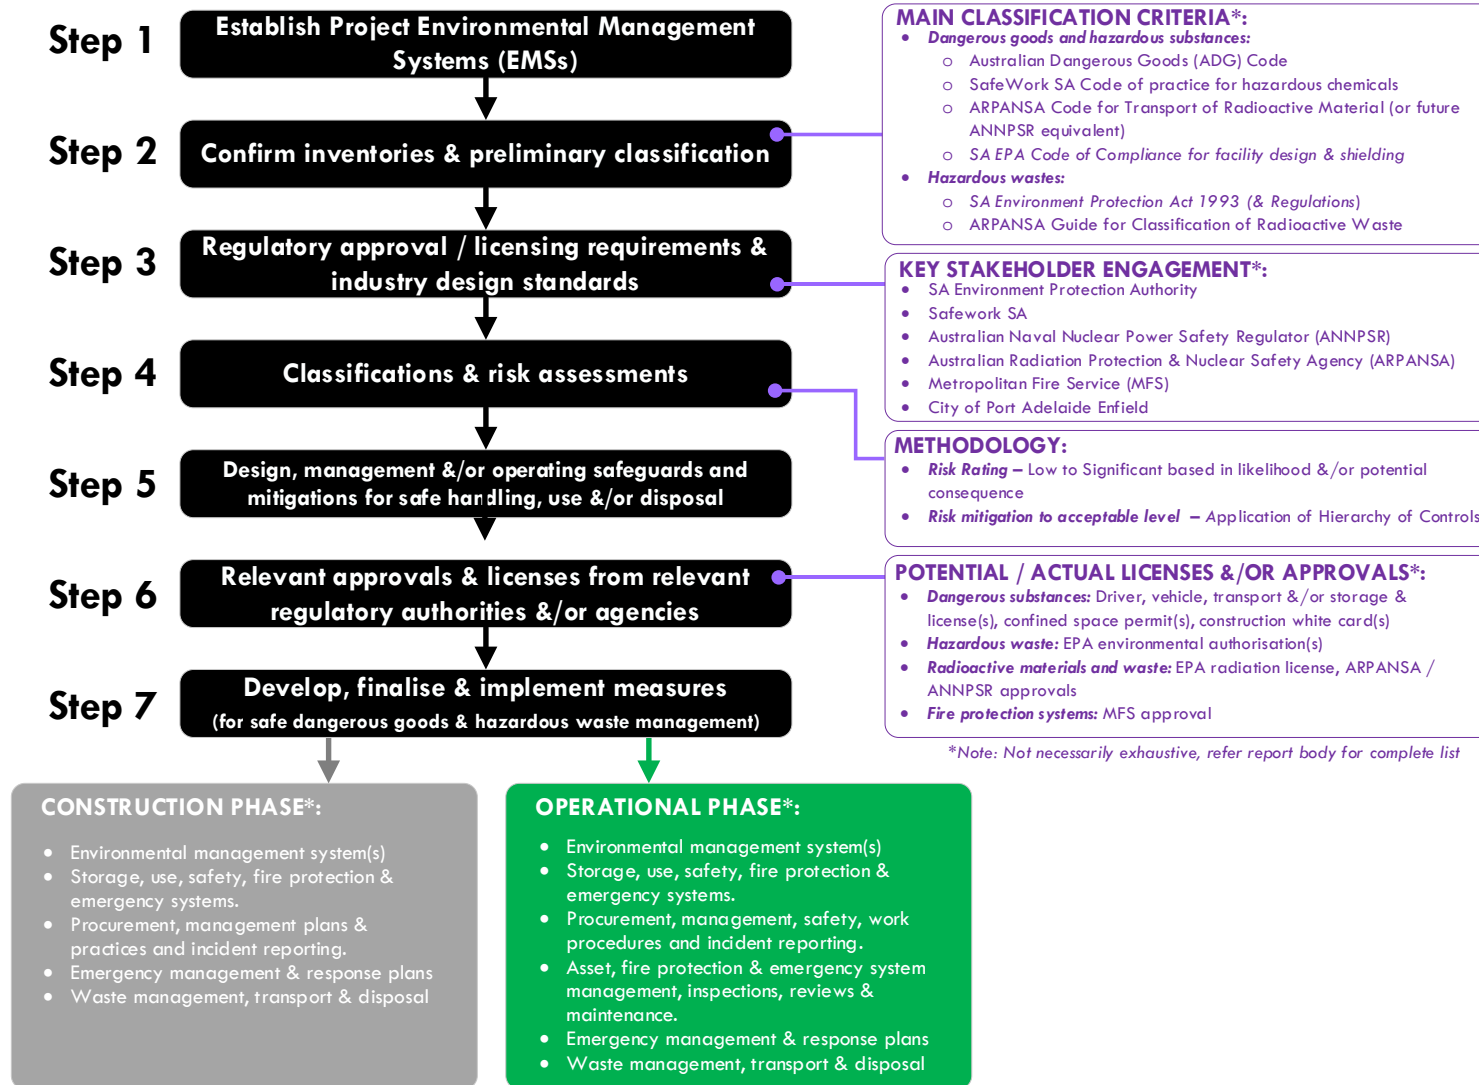 Step 1
Establish Project Environmental Management
Systems (EMSs)
Step 2
Confirm inventories & preliminary classification
Step 3
Regulatory approval / licensing requirements &
industry design standards
Step 4
Classifications & risk assessments
Step 5
Design, management &/or operating safeguards and
mitigations for safe handling, use &/or disposal
Step 6
Relevant approvals & licenses from relevant
regulatory authorities &/or agencies
Step 7
Develop, finalise & implement measures
(for safe dangerous goods & hazardous waste management)
MAIN CLASSIFICATION CRITERIA*:
• Dangerous goods and hazardous substances:
o Australian Dangerous Goods (ADG) Code
o SafeWork SA Code of practice for hazardous chemicals
o ARPANSA Code for Transport of Radioactive Material (or future
ANNPSR equivalent)
o SA EPA Code of Compliance for facility design & shielding
• Hazardous wastes:
o SA Environment Protection Act 1993 (& Regulations)
o ARPANSA Guide for Classification of Radioactive Waste
KEY STAKEHOLDER ENGAGEMENT*:
• SA Environment Protection Authority
• Safework SA
• Australian Naval Nuclear Power Safety Regulator (ANNPSR)
• Australian Radiation Protection & Nuclear Safety Agency (ARPANSA)
• Metropolitan Fire Service (MFS)
• City of Port Adelaide Enfield
METHODOLOGY:
• Risk Rating – Low to Significant based in likelihood &/or potential
consequence
• Risk mitigation to acceptable level – Application of Hierarchy of Controls
POTENTIAL / ACTUAL LICENSES &/OR APPROVALS*:
• Dangerous substances: Driver, vehicle, transport &/or storage &
license(s), confined space permit(s), construction white card(s)
• Hazardous waste: EPA environmental authorisation(s)
• Radioactive materials and waste: EPA radiation license, ARPANSA /
ANNPSR approvals
• Fire protection systems: MFS approval
*Note: Not necessarily exhaustive, refer report body for complete list
CONSTRUCTION PHASE*:
• Environmental management system(s)
• Storage, use, safety, fire protection &
emergency systems.
• Procurement, management plans &
practices and incident reporting.
• Emergency management & response plans
• Waste management, transport & disposal
OPERATIONAL PHASE*:
• Environmental management system(s)
• Storage, use, safety, fire protection &
emergency systems.
• Procurement, management, safety, work
procedures and incident reporting.
• Asset, fire protection & emergency system
management, inspections, reviews &
maintenance.
• Emergency management & response plans
• Waste management, transport & disposal